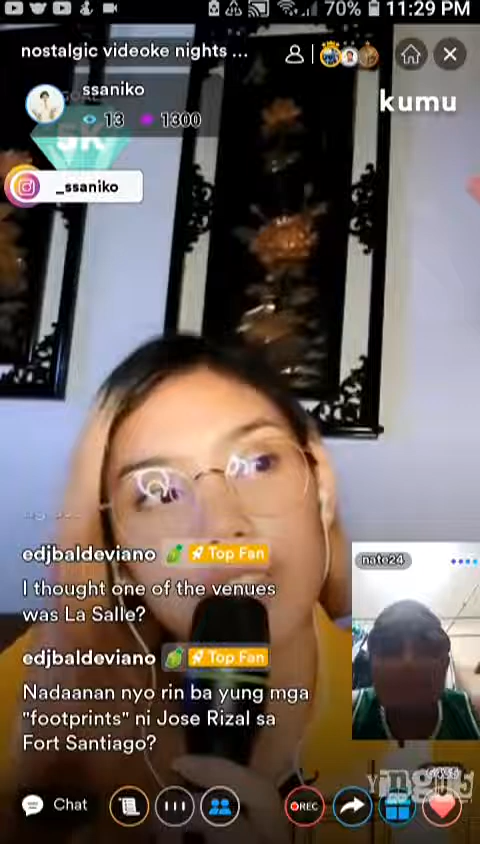 70% 11:29 PM
nostalgic videoke nights ...
ssaniko
13 1300
kumu
5K
_ssaniko
edjbaldeviano Top Fan
I thought one of the venues
was La Salle?
nate24
edjbaldeviano Top Fan
Nadaanan nyo rin ba yung mga
"footprints" ni Jose Rizal sa
Fort Santiago?
Chat
REC